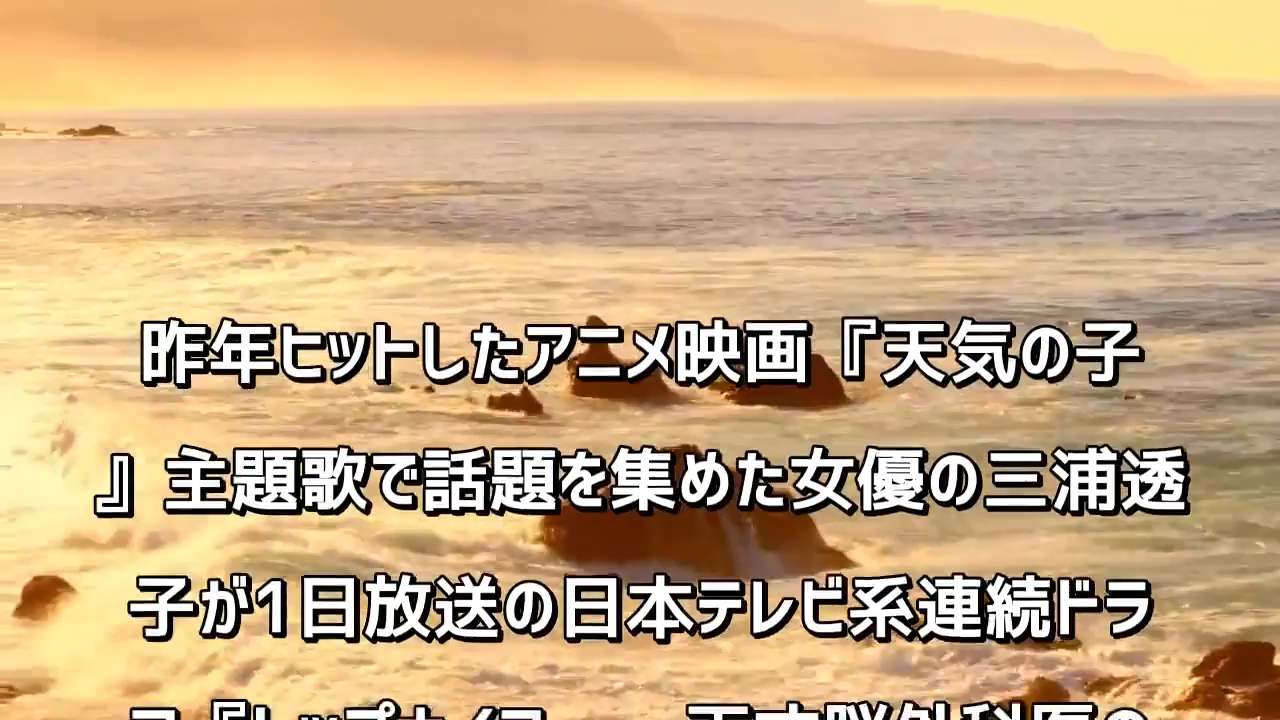 昨年ヒットしたアニメ映画『天気の子
』主題歌で話題を集めた女優の三浦透
子が1日放送の日本テレビ系連続ドラ